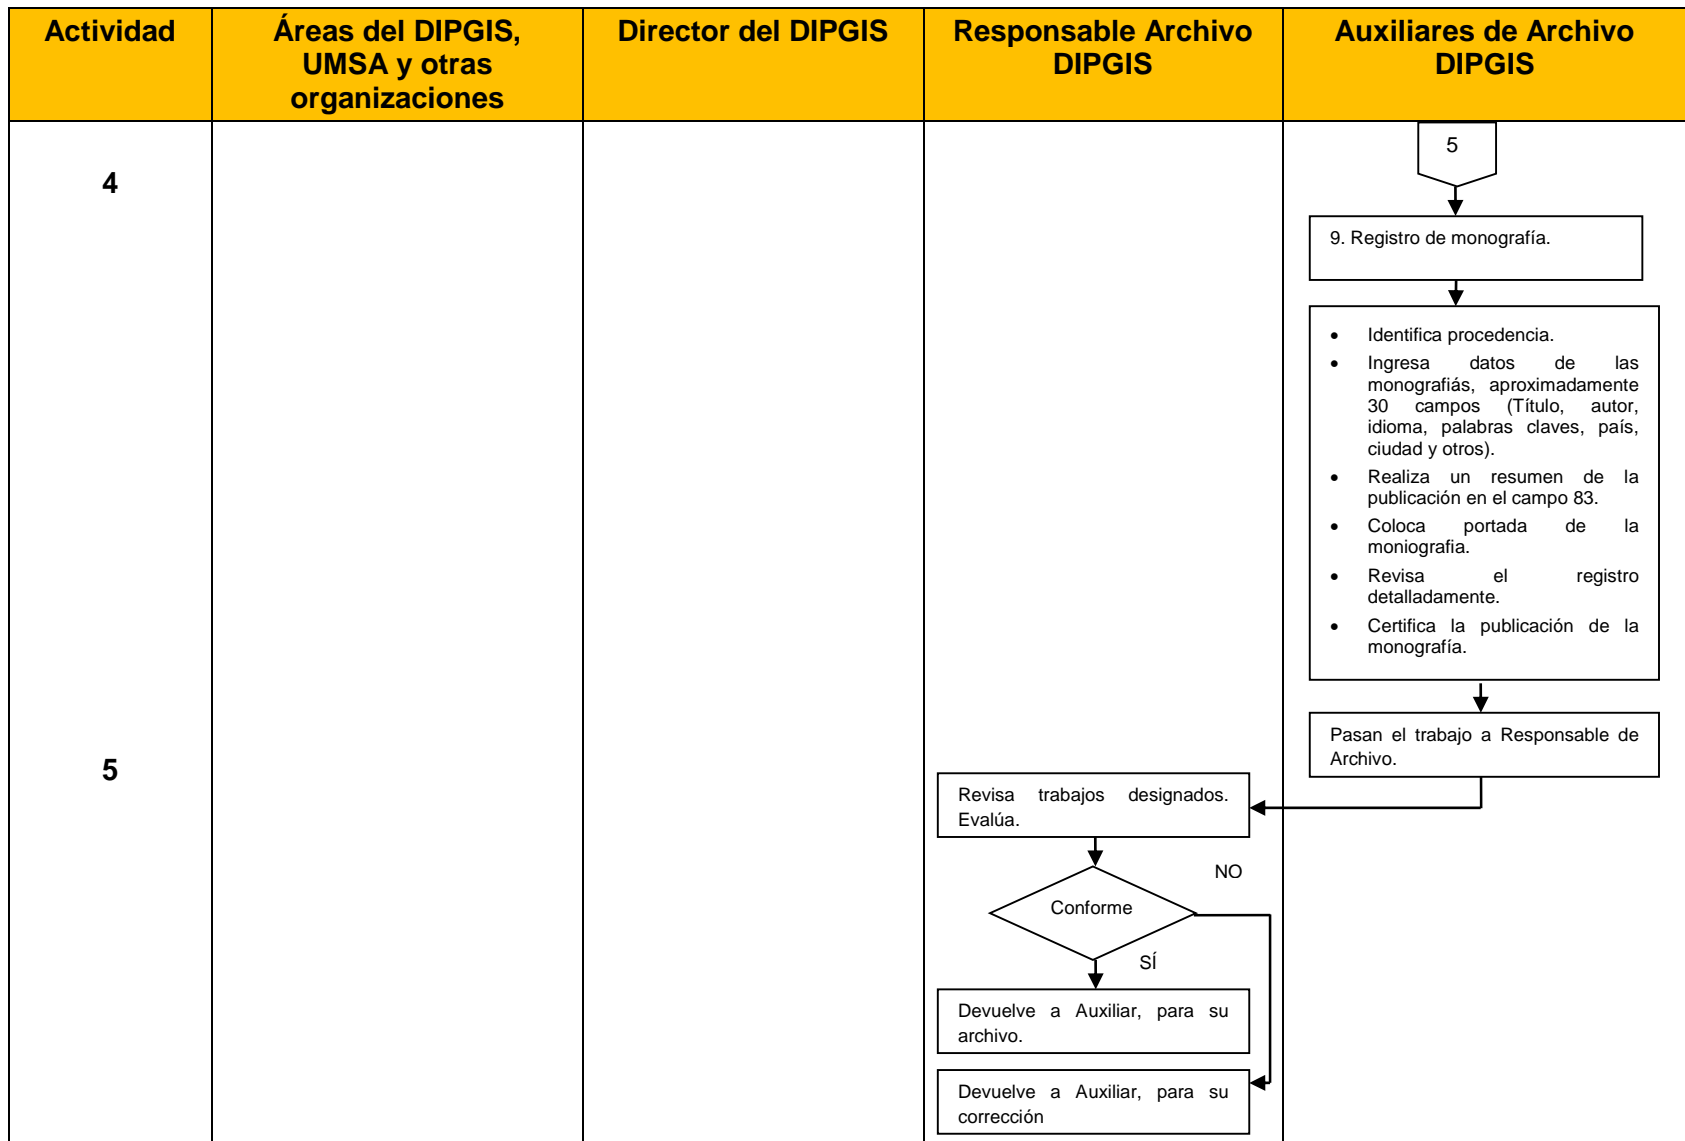 Actividad
Áreas del DIPGIS,
UMSA y otras
organizaciones
Director del DIPGIS
Responsable Archivo
DIPGIS
Auxiliares de Archivo
DIPGIS
4
5
9. Registro de monografía.
• Identifica procedencia.
• Ingresa datos de las
monografiás, aproximadamente
30 campos (Título, autor,
idioma, palabras claves, país,
ciudad y otros).
• Realiza un resumen de la
publicación en el campo 83.
• Coloca portada de la
moniografia.
• Revisa el registro
detalladamente.
• Certifica la publicación de la
monografía.
Pasan el trabajo a Responsable de
Archivo.
5
Revisa trabajos designados.
Evalúa.
NO
Conforme
SÍ
Devuelve a Auxiliar, para su
archivo.
Devuelve a Auxiliar, para su
corrección